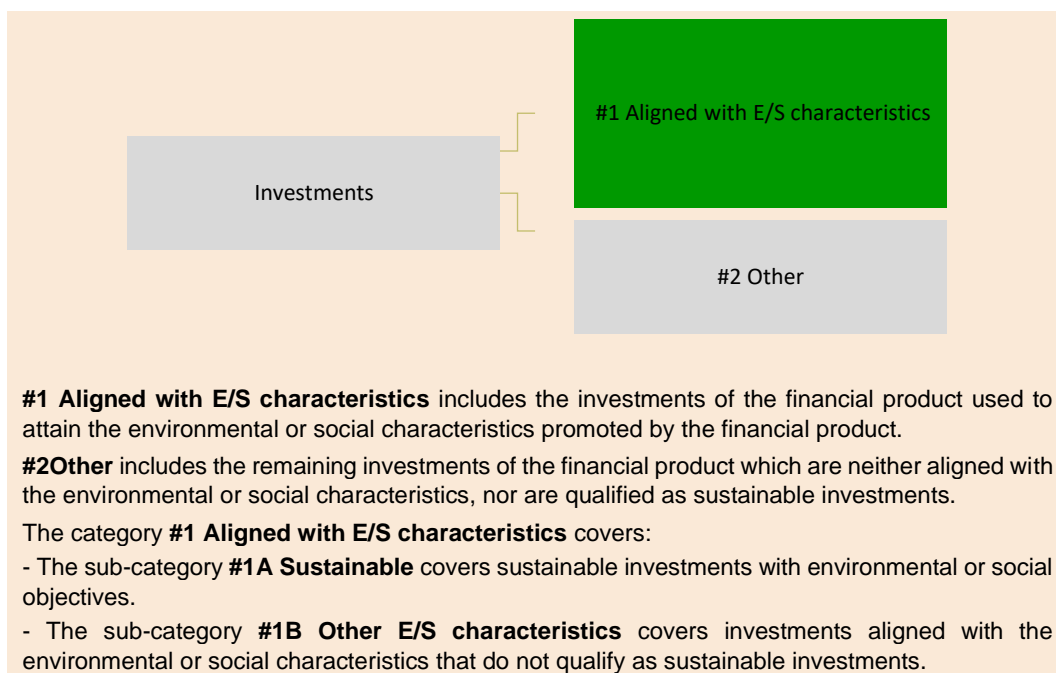 #1 Aligned with E/S characteristics
Investments
#2 Other
#1 Aligned with E/S characteristics includes the investments of the financial product used to
attain the environmental or social characteristics promoted by the financial product.
#2Other includes the remaining investments of the financial product which are neither aligned with
the environmental or social characteristics, nor are qualified as sustainable investments.
The category #1 Aligned with E/S characteristics covers:
- The sub-category #1A Sustainable covers sustainable investments with environmental or social
objectives.
- The sub-category #1B Other E/S characteristics covers investments aligned with the
environmental or social characteristics that do not qualify as sustainable investments.